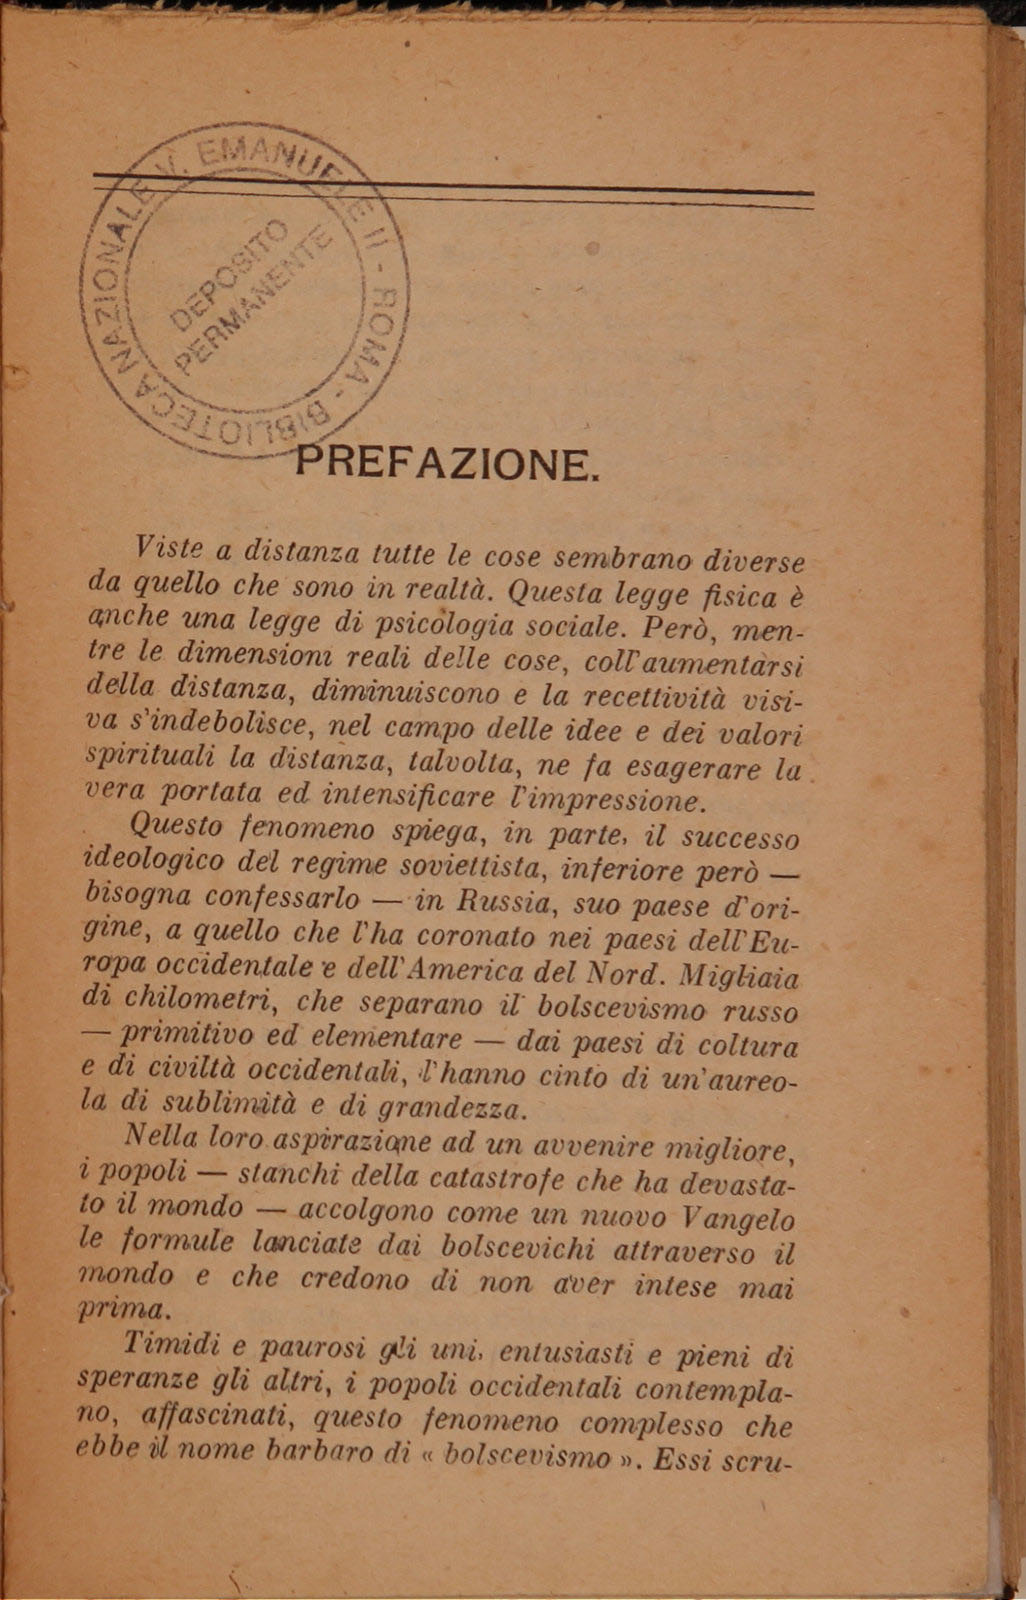 BIBLIOTECA NAZIONALE V. EMANUELE II - ROMA -
DEPOSITO
PERMANENTE
PREFAZIONE.
Viste a distanza tutte le cose sembrano diverse
da quello che sono in realtà. Questa legge fisica è
anche una legge di psicologia sociale. Però, men-
tre le dimensioni reali delle cose, coll'aumentarsi
della distanza, diminuiscono e la recettività visi-
va s'indebolisce, nel campo delle idee e dei valori
spirituali la distanza, talvolta, ne fa esagerare la
vera portata ed intensificare l'impressione.
Questo fenomeno spiega, in parte, il successo
ideologico del regime soviettista, inferiore però —
bisogna confessarlo — in Russia, suo paese d'ori-
gine, a quello che l'ha coronato nei paesi dell'Eu-
ropa occidentale e dell'America del Nord. Migliaia
di chilometri, che separano il bolscevismo russo
— primitivo ed elementare — dai paesi di coltura
e di civiltà occidentali, l'hanno cinto di un'aureo-
la di sublimità e di grandezza.
Nella loro aspirazione ad un avvenire migliore,
i popoli — stanchi della catastrofe che ha devasta-
to il mondo — accolgono come un nuovo Vangelo
le formule lanciate dai bolscevichi attraverso il
mondo e che credono di non aver intese mai
prima.
Timidi e paurosi gli uni, entusiasti e pieni di
speranze gli altri, i popoli occidentali contempla-
no, affascinati, questo fenomeno complesso che
ebbe il nome barbaro di « bolscevismo ». Essi scru-